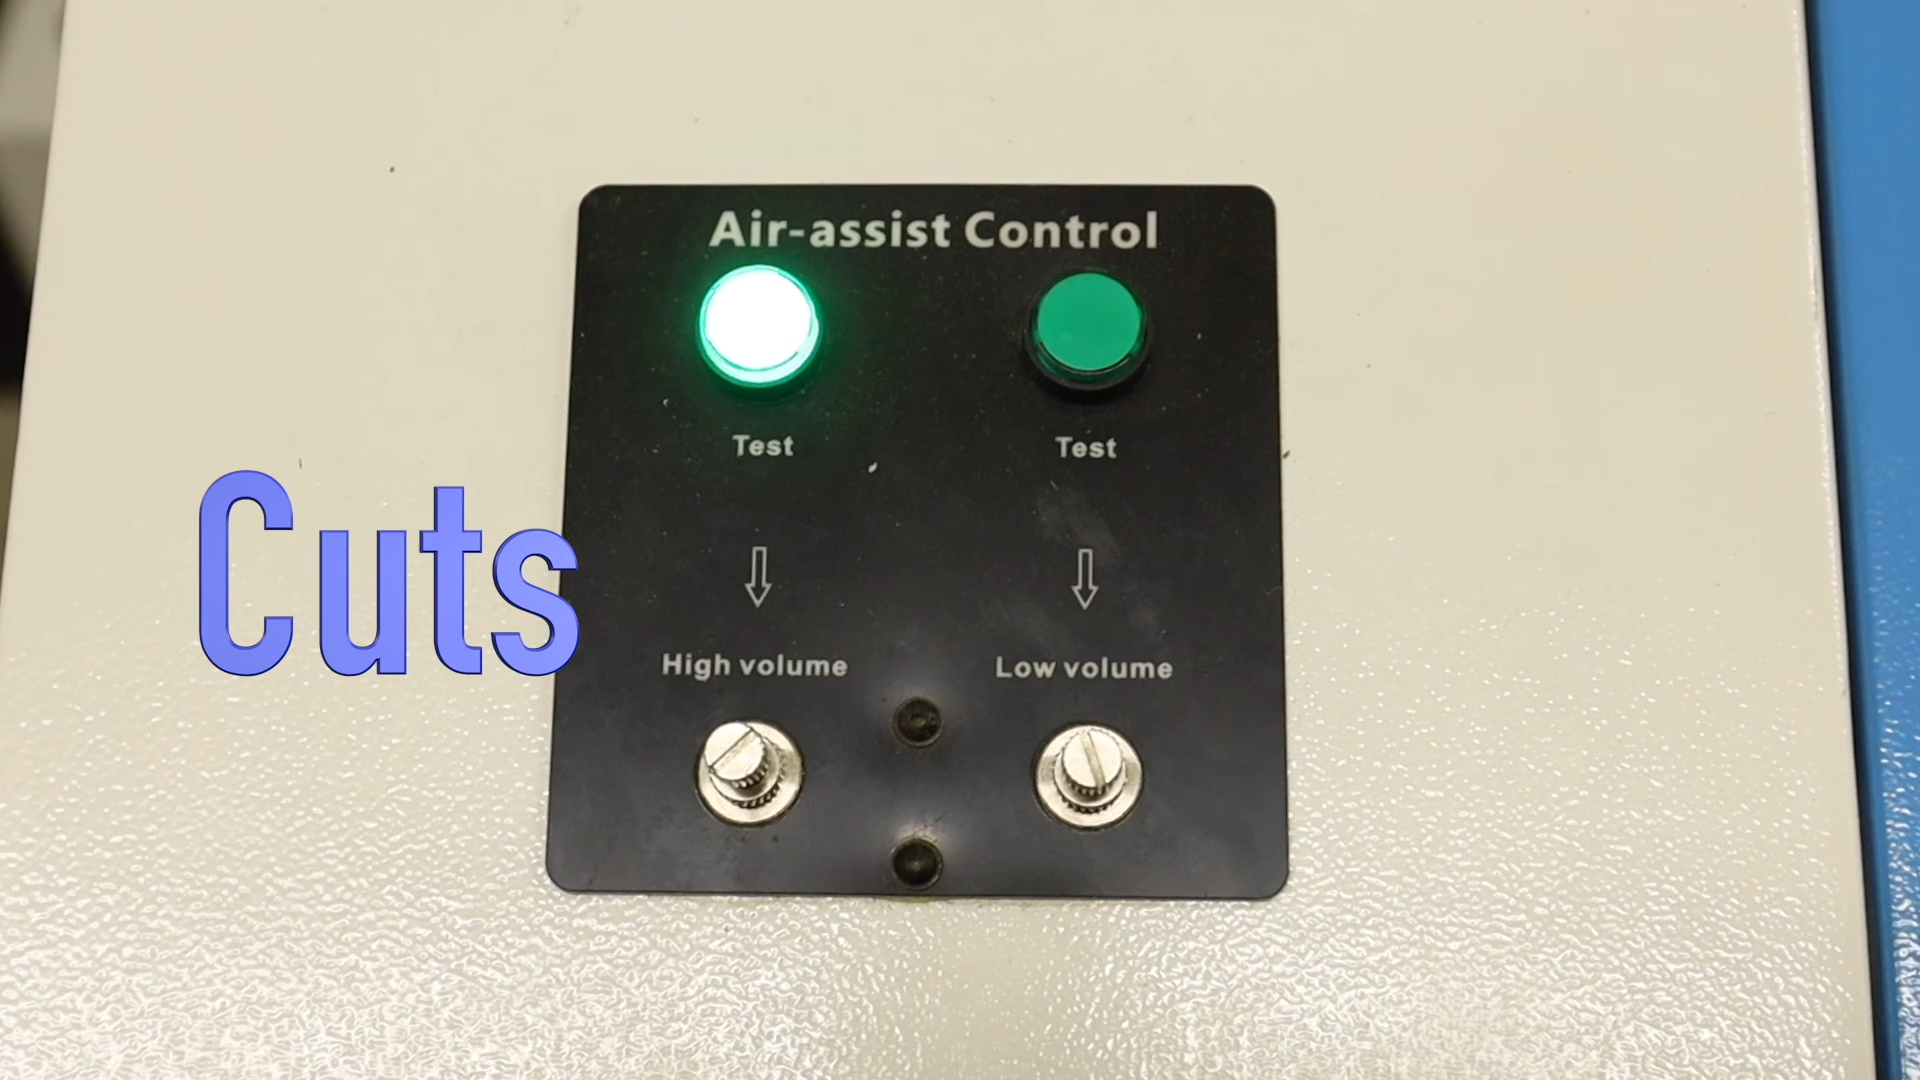 Air-assist Control
Test
Test
Cuts
High volume
Low volume